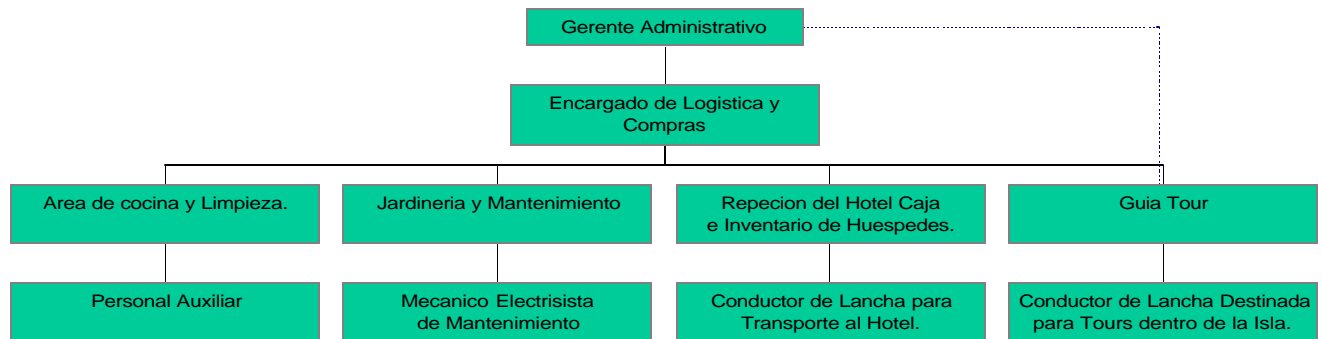 Gerente Administrativo
Encargado de Logistica y
Compras
Area de cocina y Limpieza.
Jardineria y Mantenimiento
Repecion del Hotel Caja
e Inventario de Huespedes.
Guia Tour
Personal Auxiliar
Mecanico Electrisista
de Mantenimiento
Conductor de Lancha para
Transporte al Hotel.
Conductor de Lancha Destinada
para Tours dentro de la Isla.